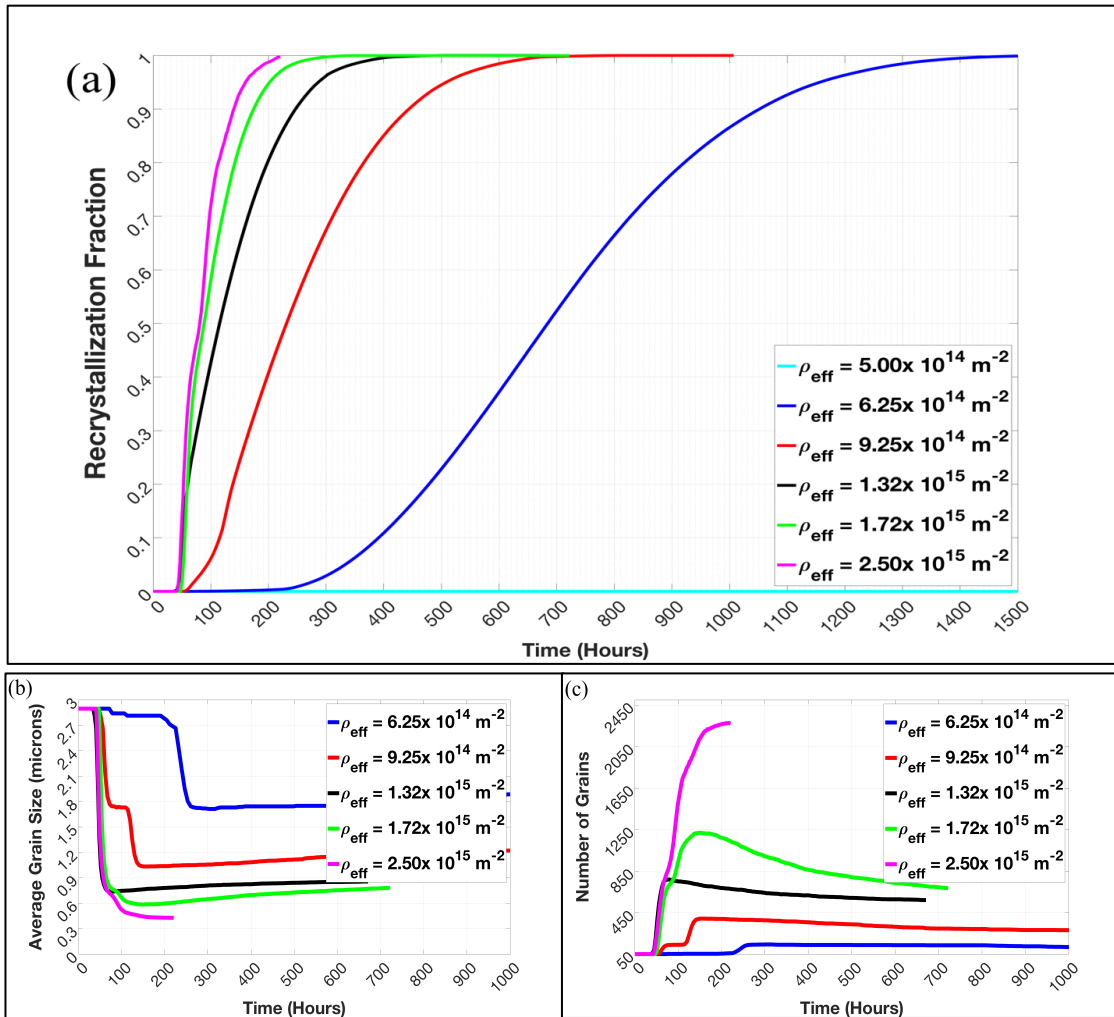 (a)
Recrystallization Fraction
1
0.9
0.8
0.7
0.6
0.5
0.4
0.3
0.2
0.1
0
0 50 100 200 300 400 500 600 700 800 900 1000 1100 1200 1300 1400 1500
Time (Hours)
ρeff = 5.00x 10^14 m^-2
ρeff = 6.25x 10^14 m^-2
ρeff = 9.25x 10^14 m^-2
ρeff = 1.32x 10^15 m^-2
ρeff = 1.72x 10^15 m^-2
ρeff = 2.50x 10^15 m^-2
(b)
Average Grain Size (microns)
3
2.7
2.4
2.1
1.8
1.5
1.2
0.9
0.6
0.3
0
0 100 200 300 400 500 600 700 800 900 1000
Time (Hours)
ρeff = 6.25x 10^14 m^-2
ρeff = 9.25x 10^14 m^-2
ρeff = 1.32x 10^15 m^-2
ρeff = 1.72x 10^15 m^-2
ρeff = 2.50x 10^15 m^-2
(c)
Number of Grains
2450
2050
1650
1250
850
450
50
0 100 200 300 400 500 600 700 800 900 1000
Time (Hours)
ρeff = 6.25x 10^14 m^-2
ρeff = 9.25x 10^14 m^-2
ρeff = 1.32x 10^15 m^-2
ρeff = 1.72x 10^15 m^-2
ρeff = 2.50x 10^15 m^-2